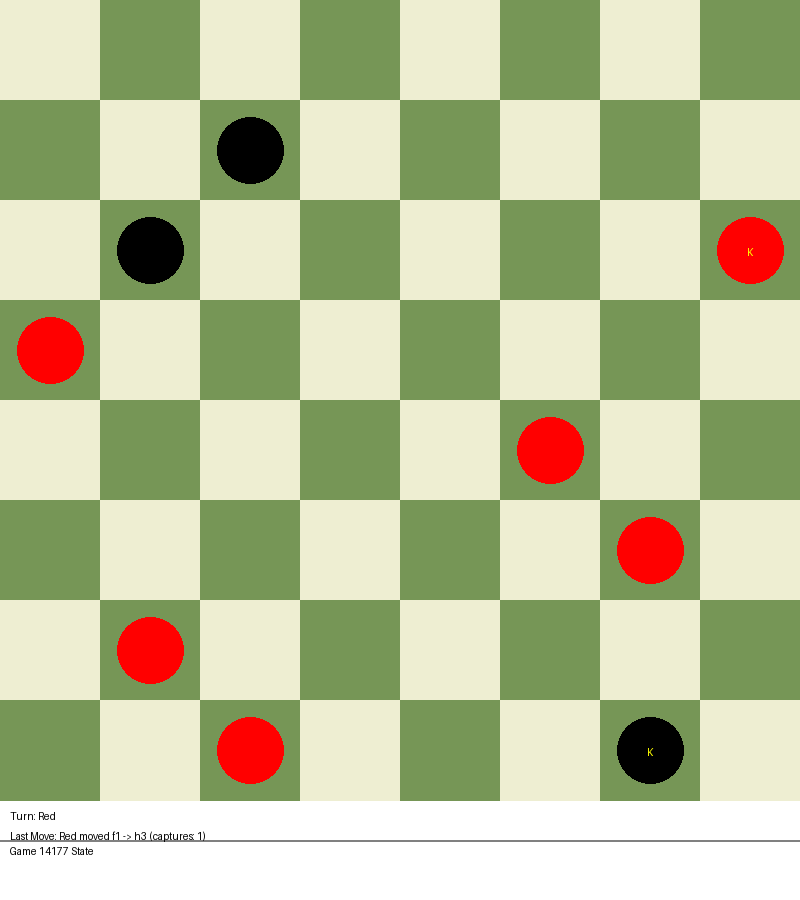 K
K
Turn: Red
Last Move: Red moved f1 -> h3 (captures: 1)
Game 14177 State